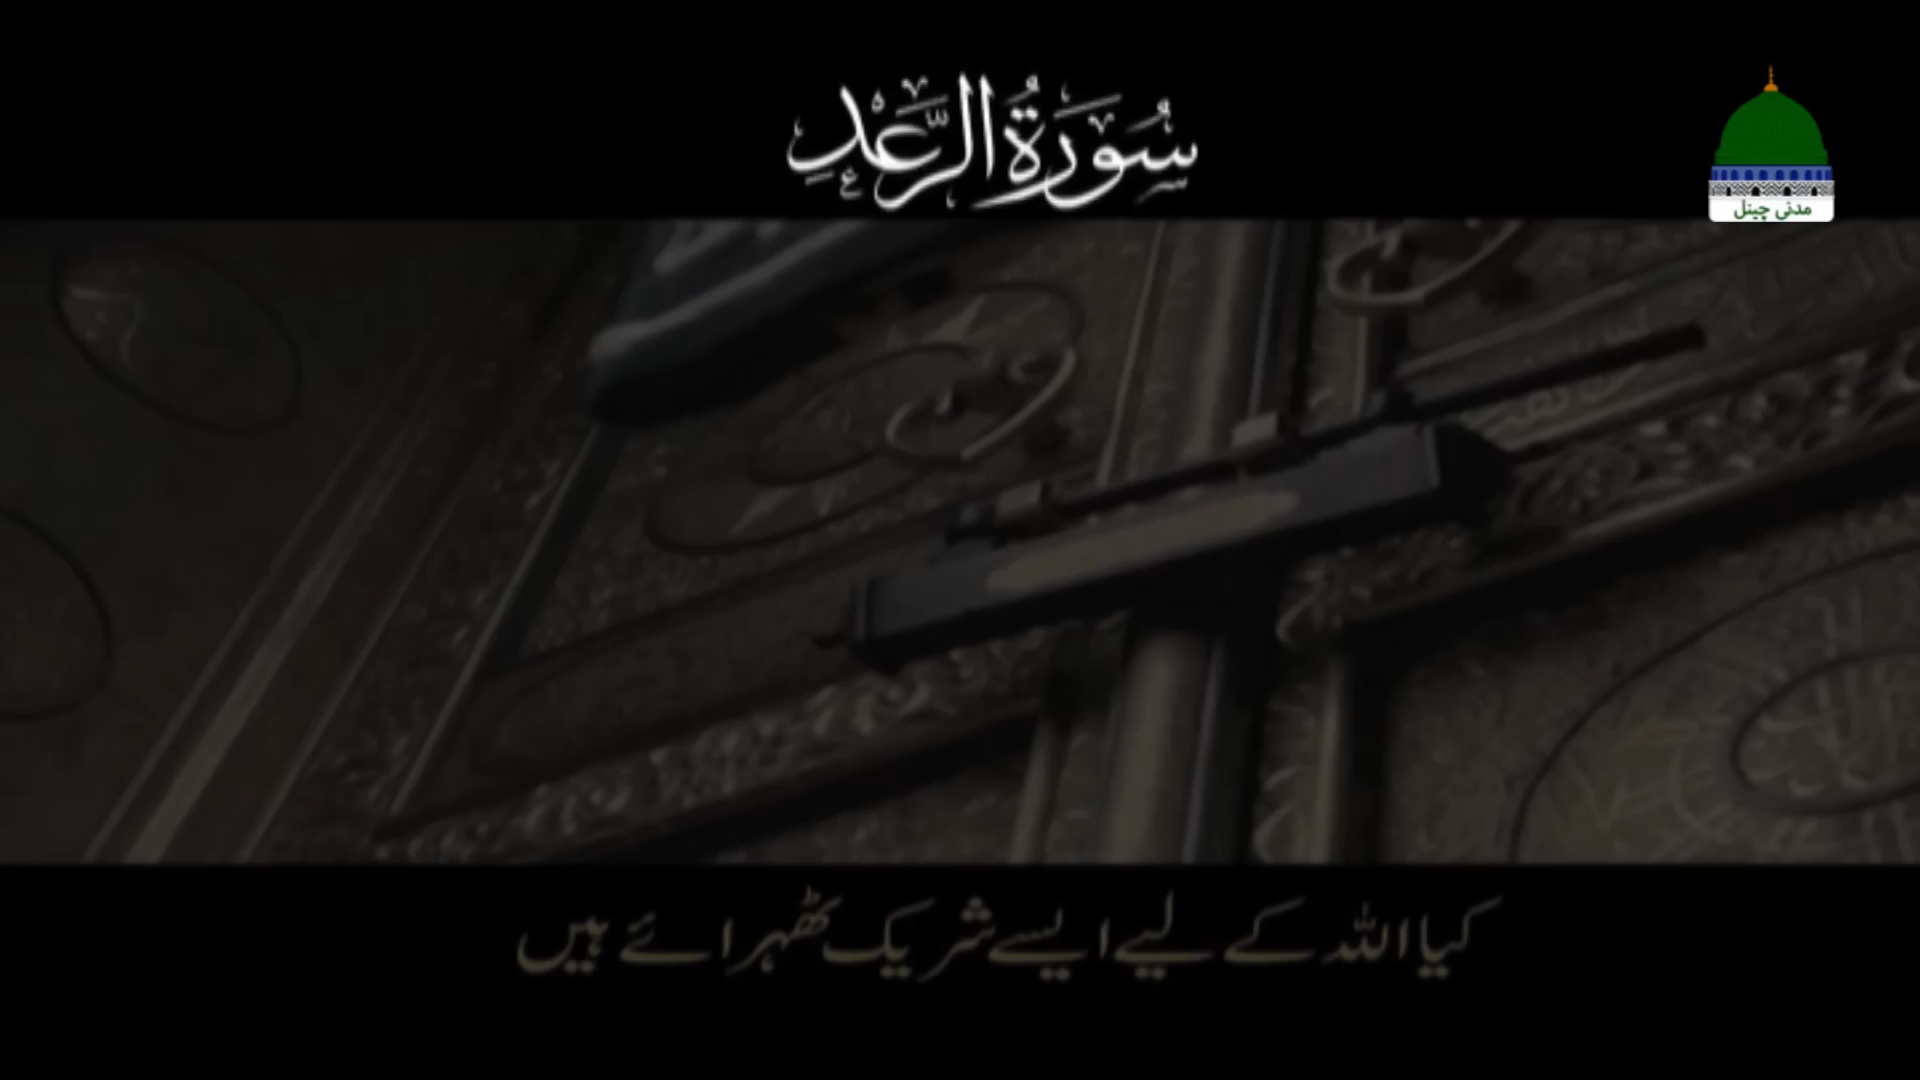 سُوْرَةُ الرَّعْدِ
مدنی چینل
کیا اللہ کے لیے ایسے شریک ٹھہرائے ہیں